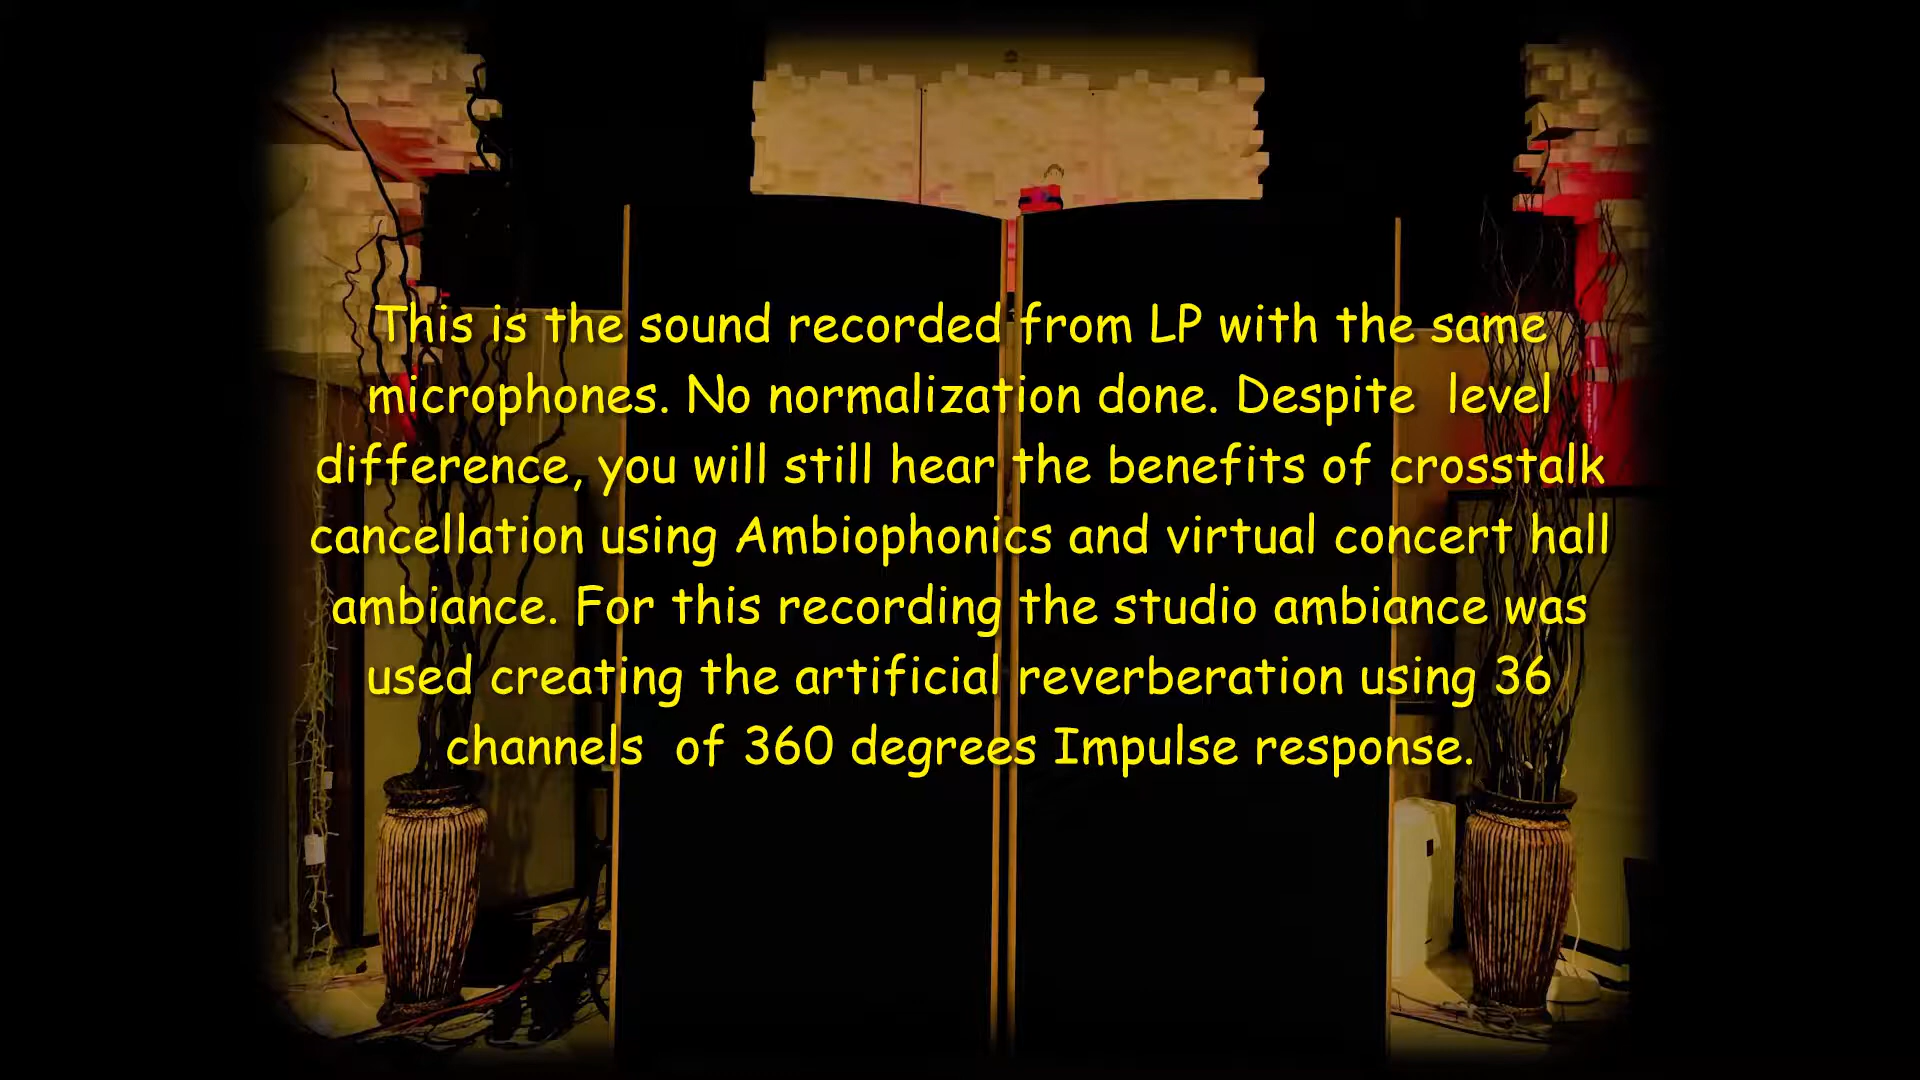 This is the sound recorded from LP with the same
microphones. No normalization done. Despite  level
difference, you will still hear the benefits of crosstalk
cancellation using Ambiophonics and virtual concert hall
ambiance. For this recording the studio ambiance was
used creating the artificial reverberation using 36
channels  of 360 degrees Impulse response.